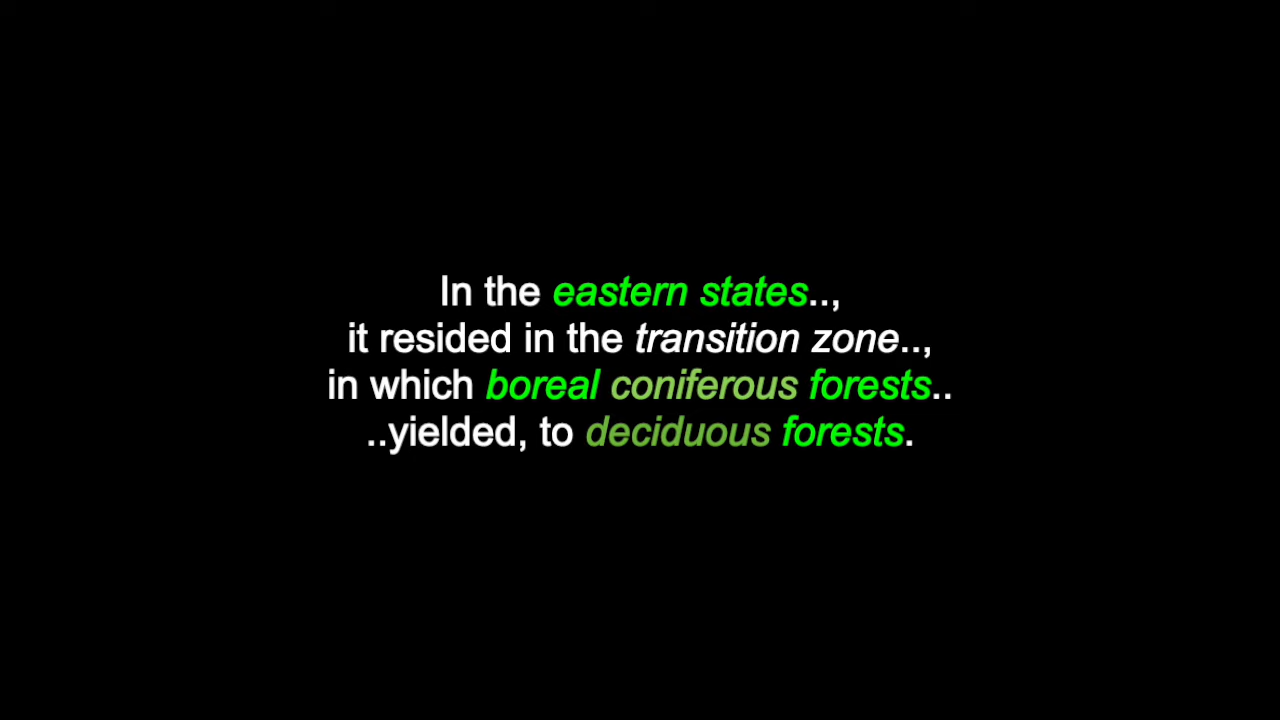 In the eastern states..,
it resided in the transition zone..,
in which boreal coniferous forests..
..yielded, to deciduous forests.